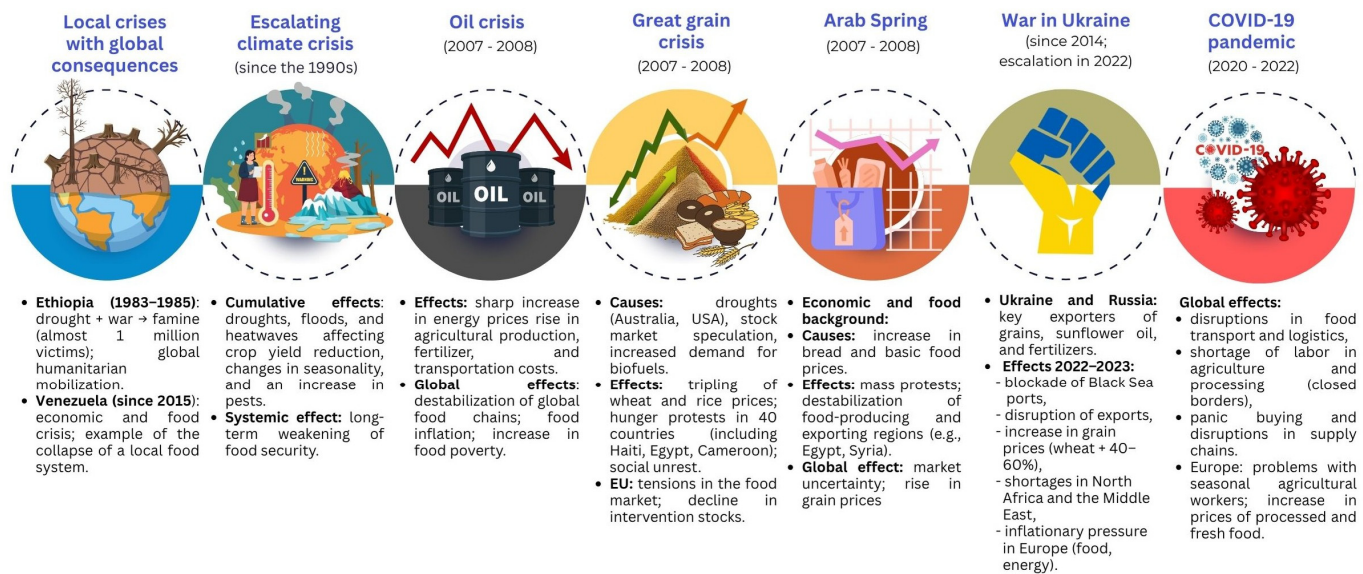 Local crises
with global
consequences
Escalating
climate crisis
(since the 1990s)
Oil crisis
(2007 - 2008)
Great grain
crisis
(2007 - 2008)
Arab Spring
(2007 - 2008)
War in Ukraine
(since 2014;
escalation in 2022)
COVID-19
pandemic
(2020 - 2022)
WARNING
OIL
OIL
OIL
COVID-19
• Ethiopia (1983–1985):
drought + war → famine
(almost 1 million
victims); global
humanitarian
mobilization.
• Venezuela (since 2015):
economic and food
crisis; example of the
collapse of a local food
system.
• Cumulative effects:
droughts, floods, and
heatwaves affecting
crop yield reduction,
changes in seasonality,
and an increase in
pests.
• Systemic effect: long-
term weakening of
food security.
• Effects: sharp increase
in energy prices rise in
agricultural production,
fertilizer, and
transportation costs.
• Global effects:
destabilization of global
food chains; food
inflation; increase in
food poverty.
• Causes: droughts
(Australia, USA), stock
market speculation,
increased demand for
biofuels.
• Effects: tripling of
wheat and rice prices;
hunger protests in 40
countries (including
Haiti, Egypt, Cameroon);
social unrest.
• EU: tensions in the food
market; decline in
intervention stocks.
• Economic and food
background:
• Causes: increase in
bread and basic food
prices.
• Effects: mass protests;
destabilization of
food-producing and
exporting regions (e.g.,
Egypt, Syria).
• Global effect: market
uncertainty; rise in
grain prices
• Ukraine and Russia:
key exporters of
grains, sunflower oil,
and fertilizers.
• Effects 2022–2023:
- blockade of Black Sea
ports,
- disruption of exports,
- increase in grain
prices (wheat + 40–
60%),
- shortages in North
Africa and the Middle
East,
- inflationary pressure
in Europe (food,
energy).
Global effects:
• disruptions in food
transport and logistics,
• shortage of labor in
agriculture and
processing (closed
borders),
• panic buying and
disruptions in supply
chains.
• Europe: problems with
seasonal agricultural
workers; increase in
prices of processed and
fresh food.